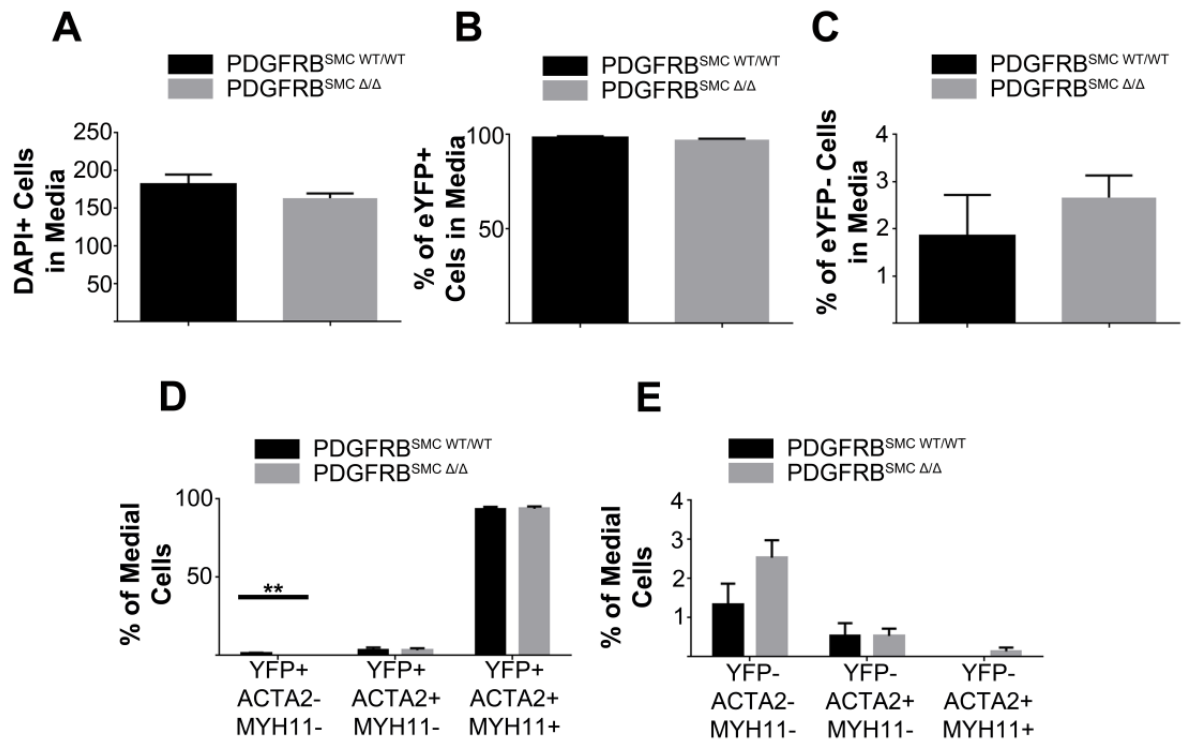 A
PDGFRB^SMC WT/WT
PDGFRB^SMC Δ/Δ
DAPI+ Cells
in Media
250
200
150
100
50
B
PDGFRB^SMC WT/WT
PDGFRB^SMC Δ/Δ
% of eYFP+
Cels in Media
100
50
C
PDGFRB^SMC WT/WT
PDGFRB^SMC Δ/Δ
% of eYFP- Cells
in Media
4
3
2
1
D
PDGFRB^SMC WT/WT
PDGFRB^SMC Δ/Δ
% of Medial
Cells
100
50
**
YFP+
ACTA2-
MYH11-
YFP+
ACTA2+
MYH11-
YFP+
ACTA2+
MYH11+
E
PDGFRB^SMC WT/WT
PDGFRB^SMC Δ/Δ
% of Medial
Cells
4
3
2
1
YFP-
ACTA2-
MYH11-
YFP-
ACTA2+
MYH11-
YFP-
ACTA2+
MYH11+